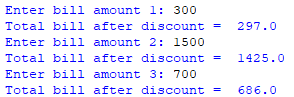 Enter bill amount 1: 300
Total bill after discount =  297.0
Enter bill amount 2: 1500
Total bill after discount =  1425.0
Enter bill amount 3: 700
Total bill after discount =  686.0